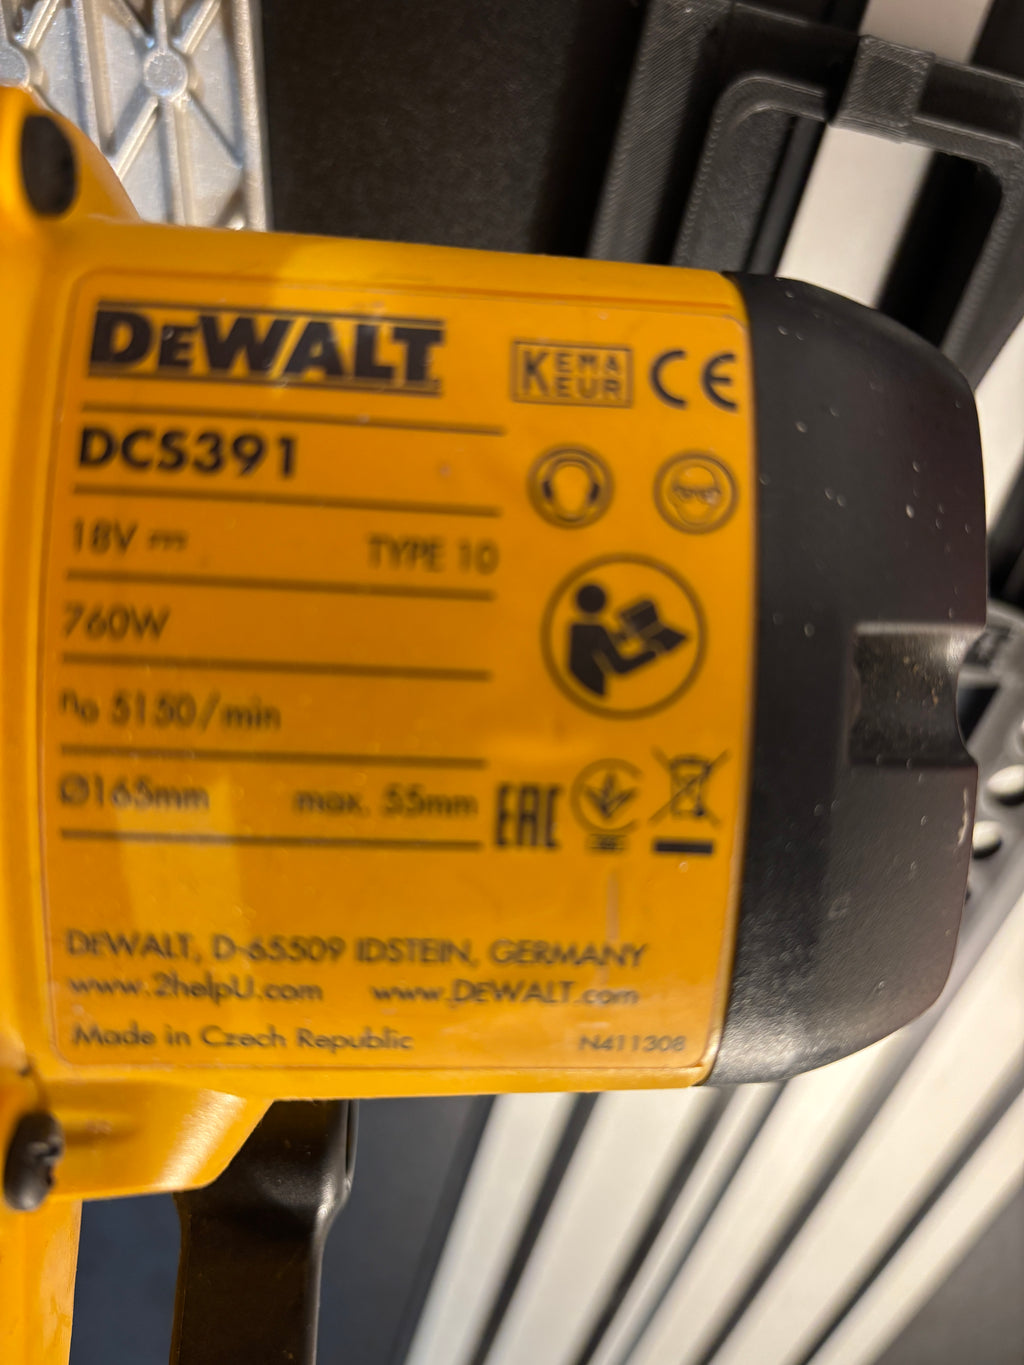 DEWALT
KEMA
KEUR
CE
DCS391
18V TYPE 10
760W
n₀ 5150/min
Ø165mm max. 55mm
EAC
DEWALT, D-65509 IDSTEIN, GERMANY
www.2helpU.com www.DEWALT.com
Made in Czech Republic N411308